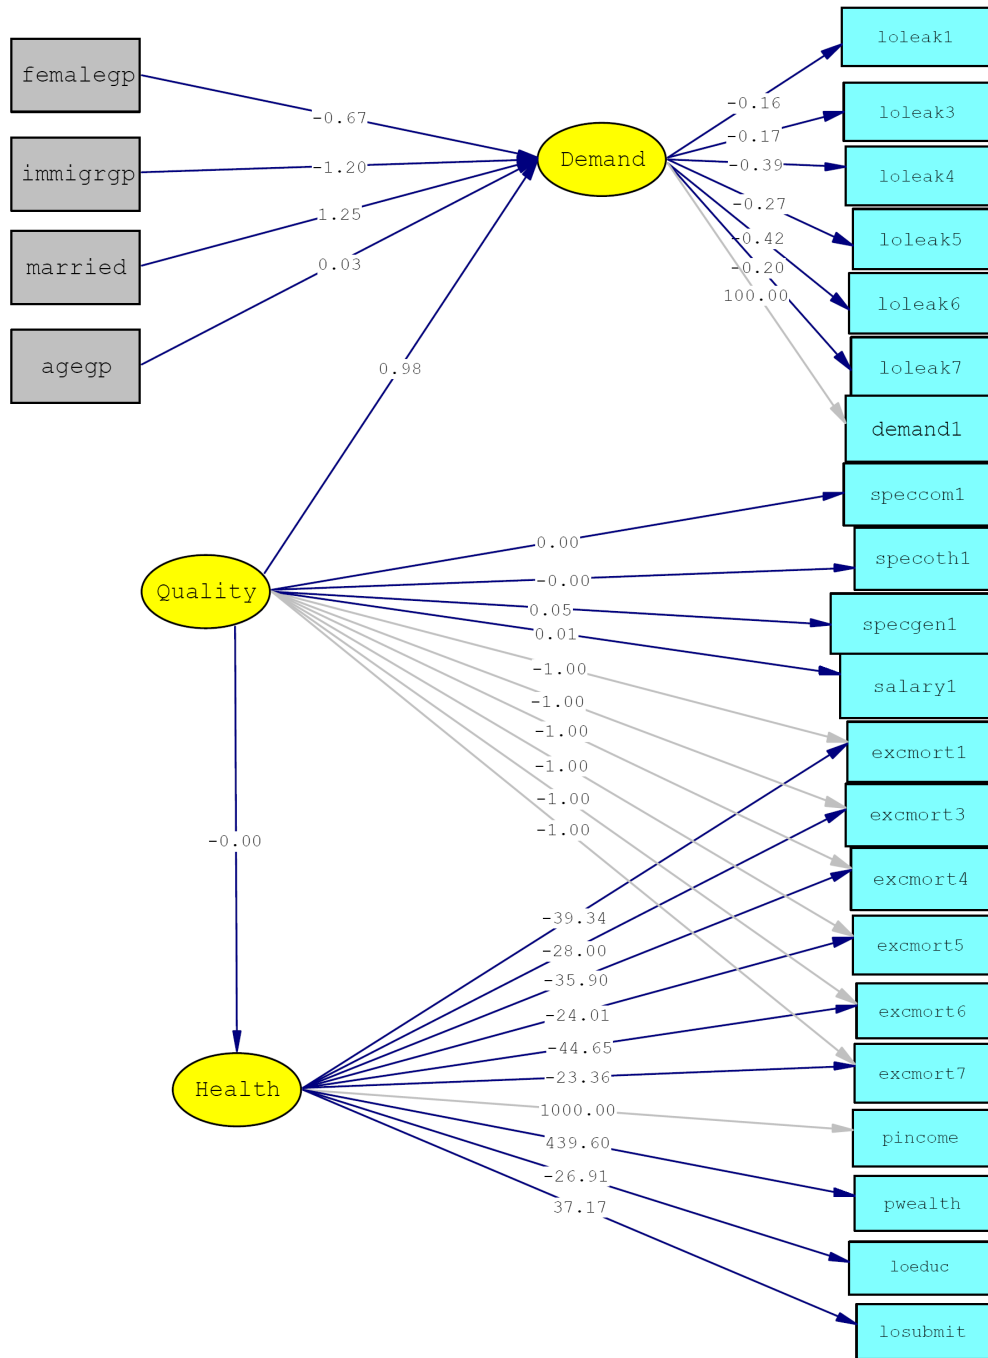 femalegp
immigrgp
married
agegp
-0.67
-1.20
1.25
0.03
0.98
Demand
-0.16
-0.17
-0.39
-0.27
-0.42
-0.20
100.00
loleak1
loleak3
loleak4
loleak5
loleak6
loleak7
demand1
Quality
0.00
-0.00
0.05
0.01
-1.00
-1.00
-1.00
-1.00
-1.00
-1.00
speccom1
specoth1
specgen1
salary1
excmort1
excmort3
excmort4
excmort5
excmort6
excmort7
-0.00
Health
-39.34
-28.00
-35.90
-24.01
-44.65
-23.36
1000.00
439.60
-26.91
37.17
pincome
pwealth
loeduc
losubmit